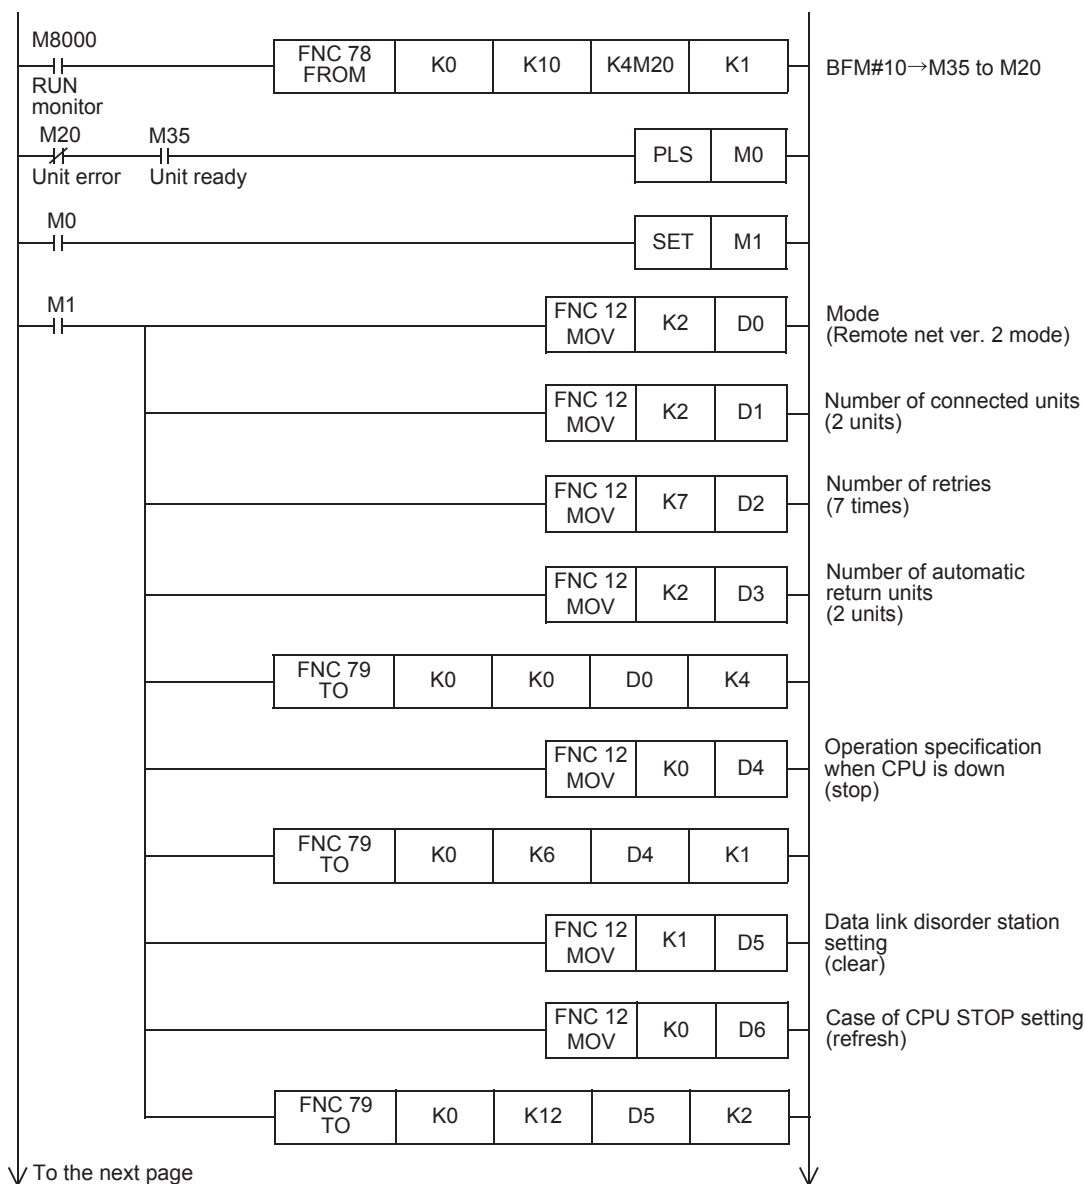 M8000
RUN
monitor
FNC 78
FROM
K0
K10
K4M20
K1
BFM#10→M35 to M20
M20
Unit error
M35
Unit ready
PLS
M0
M0
SET
M1
M1
FNC 12
MOV
K2
D0
Mode
(Remote net ver. 2 mode)
FNC 12
MOV
K2
D1
Number of connected units
(2 units)
FNC 12
MOV
K7
D2
Number of retries
(7 times)
FNC 12
MOV
K2
D3
Number of automatic
return units
(2 units)
FNC 79
TO
K0
K0
D0
K4
FNC 12
MOV
K0
D4
Operation specification
when CPU is down
(stop)
FNC 79
TO
K0
K6
D4
K1
FNC 12
MOV
K1
D5
Data link disorder station
setting
(clear)
FNC 12
MOV
K0
D6
Case of CPU STOP setting
(refresh)
FNC 79
TO
K0
K12
D5
K2
To the next page